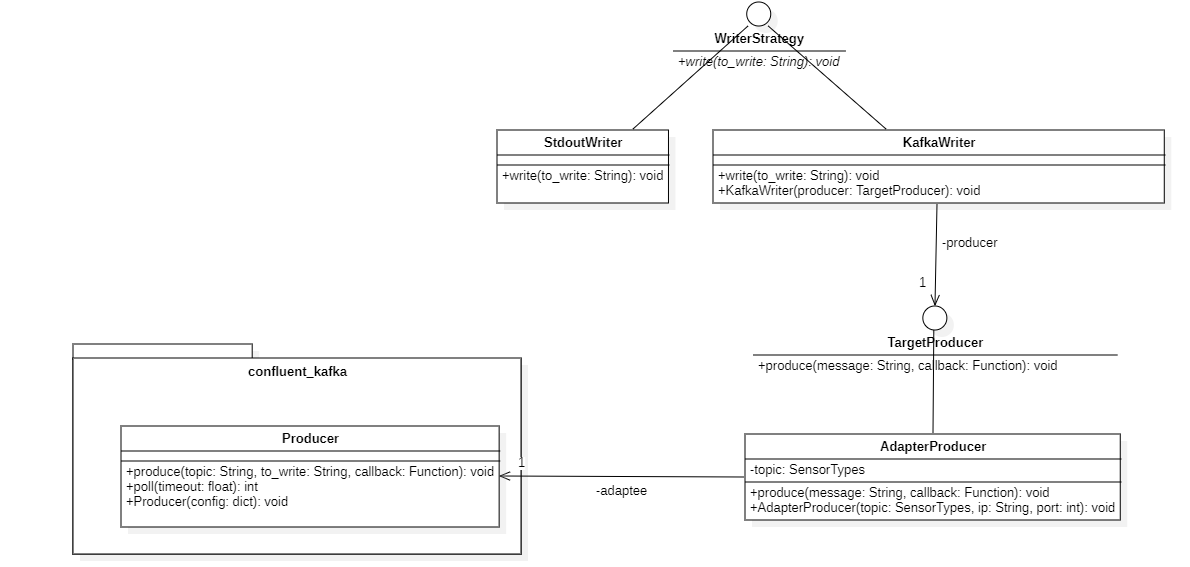 WriterStrategy
+write(to_write: String): void
StdoutWriter
+write(to_write: String): void
KafkaWriter
+write(to_write: String): void
+KafkaWriter(producer: TargetProducer): void
-producer
1
TargetProducer
+produce(message: String, callback: Function): void
confluent_kafka
Producer
+produce(topic: String, to_write: String, callback: Function): void
+poll(timeout: float): int
+Producer(config: dict): void
1
-adaptee
AdapterProducer
-topic: SensorTypes
+produce(message: String, callback: Function): void
+AdapterProducer(topic: SensorTypes, ip: String, port: int): void